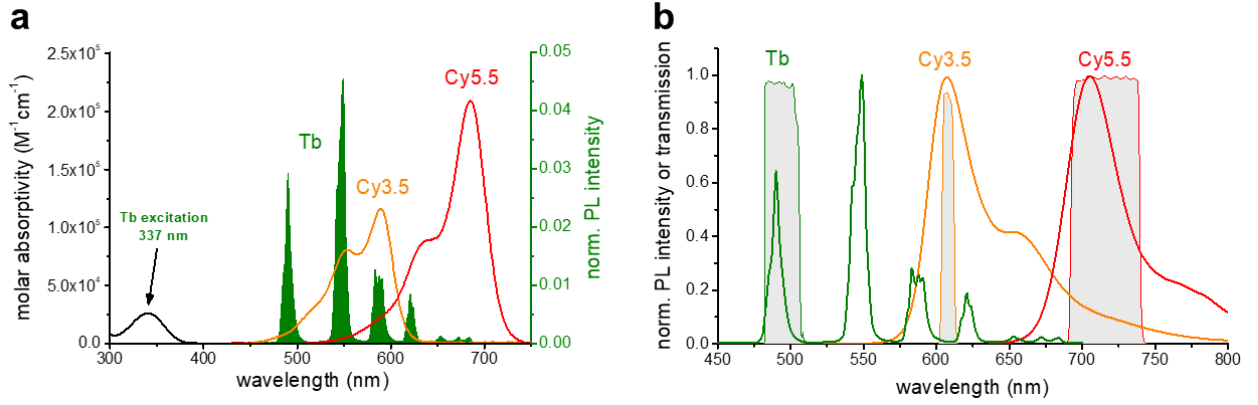 a
molar absorptivity (M⁻¹cm⁻¹)
2.5x10⁵
2.0x10⁵
1.5x10⁵
1.0x10⁵
5.0x10⁴
0.0
Tb excitation
337 nm
Tb
Cy3.5
Cy5.5
0.05
0.04
0.03
0.02
0.01
0.00
norm. PL intensity
300 400 500 600 700
wavelength (nm)
b
norm. PL intensity or transmission
1.0
0.8
0.6
0.4
0.2
0.0
Tb
Cy3.5
Cy5.5
450 500 550 600 650 700 750 800
wavelength (nm)